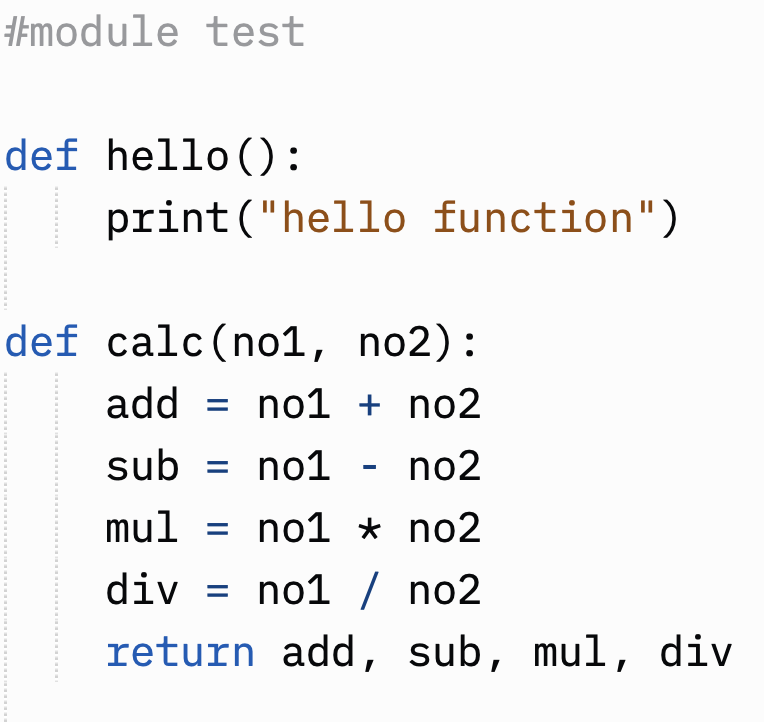 #module test
def hello():
    print("hello function")
def calc(no1, no2):
    add = no1 + no2
    sub = no1 - no2
    mul = no1 * no2
    div = no1 / no2
    return add, sub, mul, div